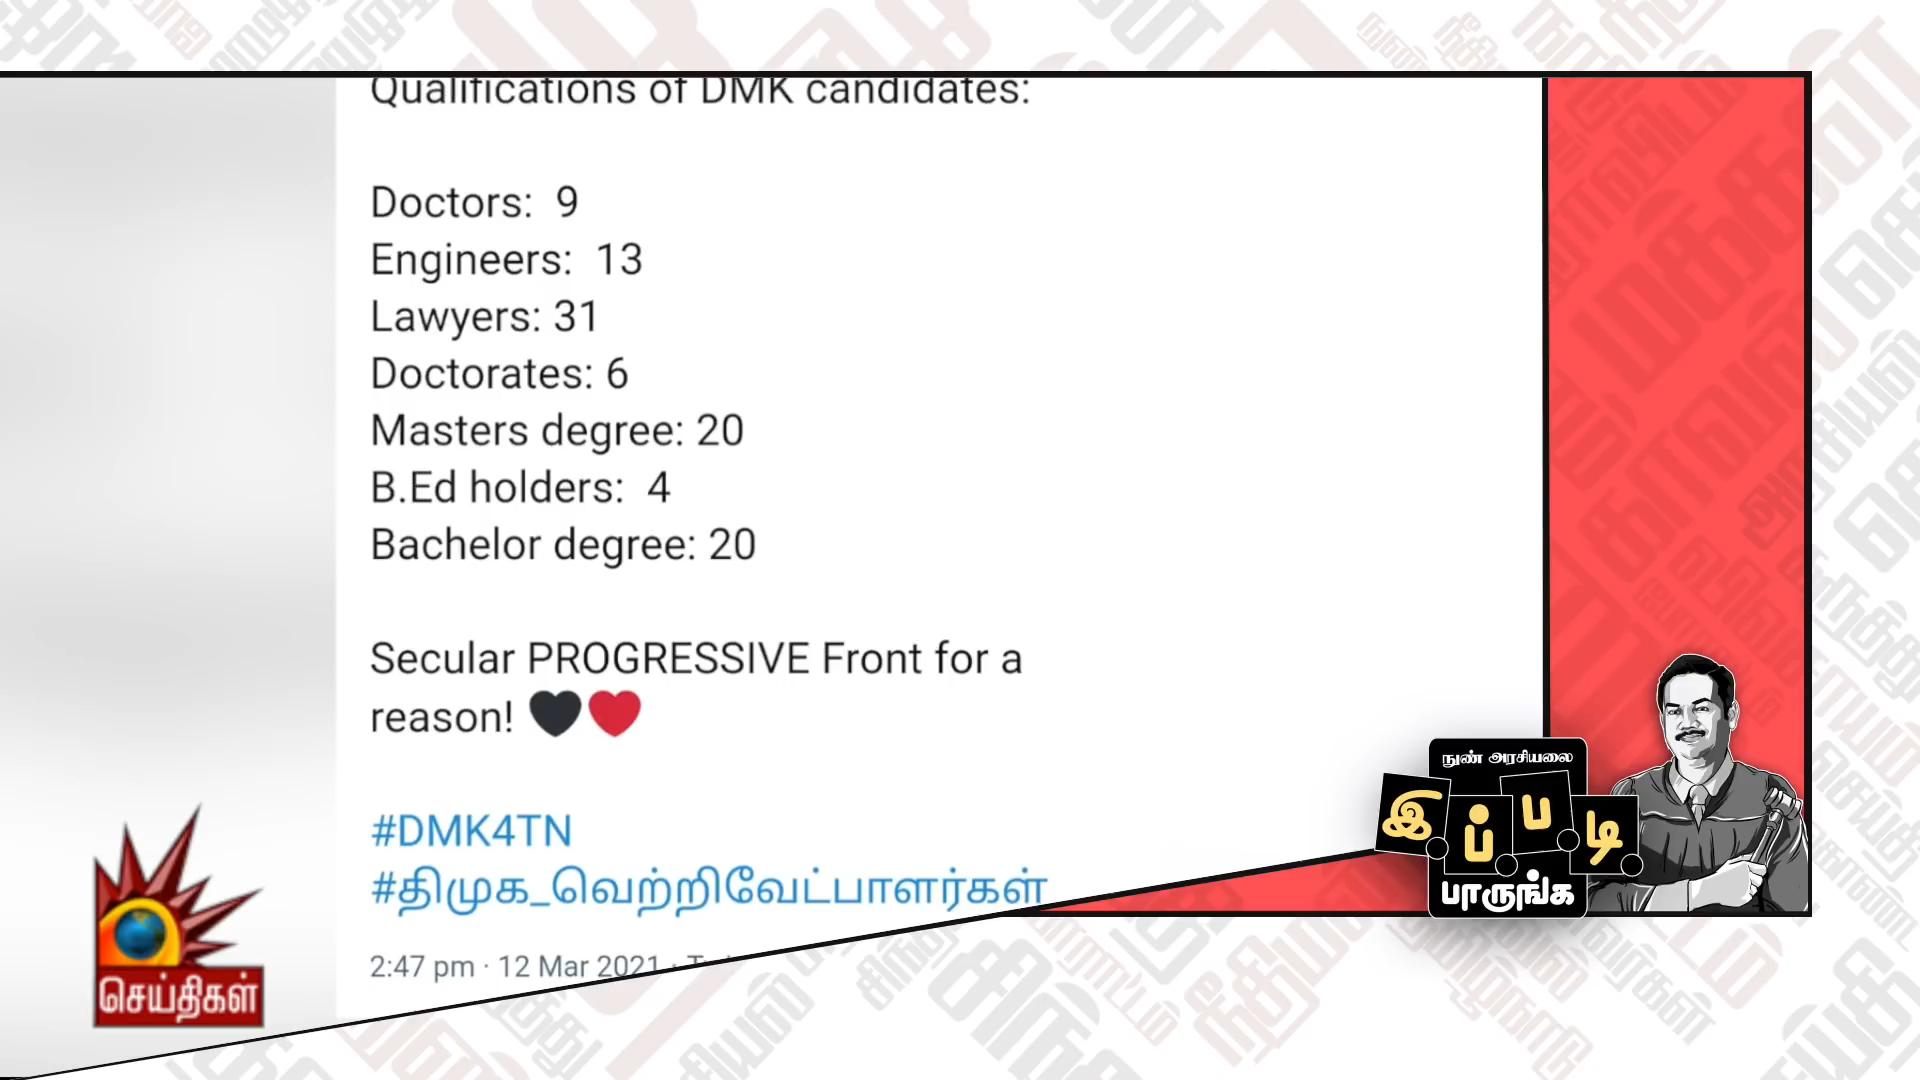 Qualifications of DMK candidates:
Doctors: 9
Engineers: 13
Lawyers: 31
Doctorates: 6
Masters degree: 20
B.Ed holders: 4
Bachelor degree: 20
Secular PROGRESSIVE Front for a
reason! 🖤❤️
#DMK4TN
#திமுக_வெற்றிவேட்பாளர்கள்
2:47 pm · 12 Mar 2021 ·
நுண் அரசியலை
இப்படி
பாருங்க
செய்திகள்